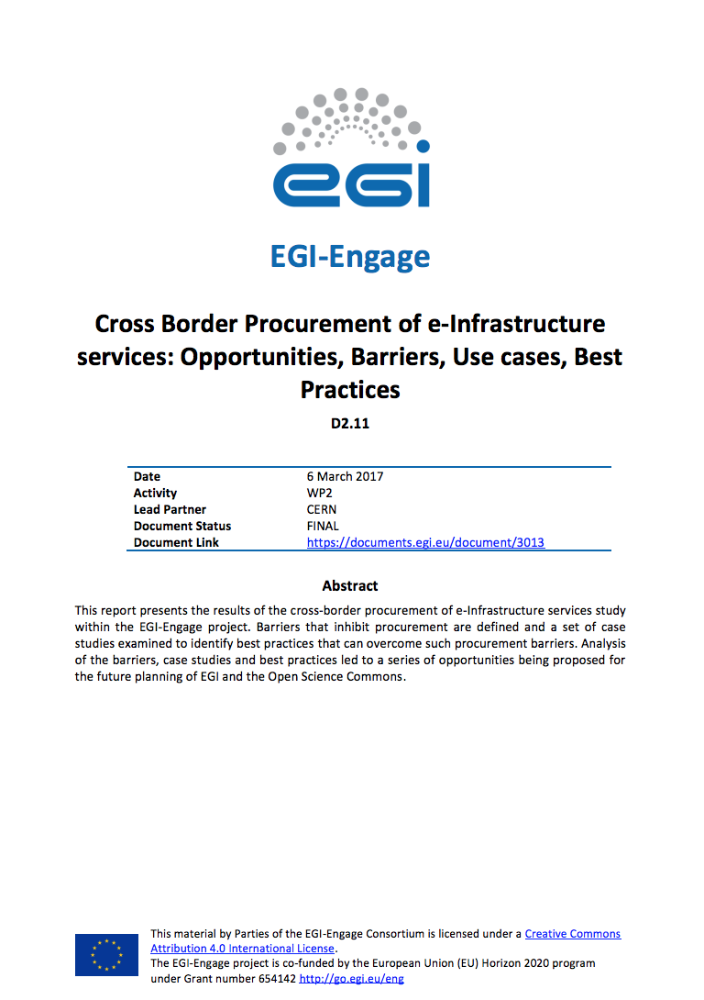 egi
EGI-Engage
Cross Border Procurement of e-Infrastructure
services: Opportunities, Barriers, Use cases, Best
Practices
D2.11
Date 6 March 2017
Activity WP2
Lead Partner CERN
Document Status FINAL
Document Link https://documents.egi.eu/document/3013
Abstract
This report presents the results of the cross-border procurement of e-Infrastructure services study
within the EGI-Engage project. Barriers that inhibit procurement are defined and a set of case
studies examined to identify best practices that can overcome such procurement barriers. Analysis
of the barriers, case studies and best practices led to a series of opportunities being proposed for
the future planning of EGI and the Open Science Commons.
This material by Parties of the EGI-Engage Consortium is licensed under a Creative Commons
Attribution 4.0 International License.
The EGI-Engage project is co-funded by the European Union (EU) Horizon 2020 program
under Grant number 654142 http://go.egi.eu/eng